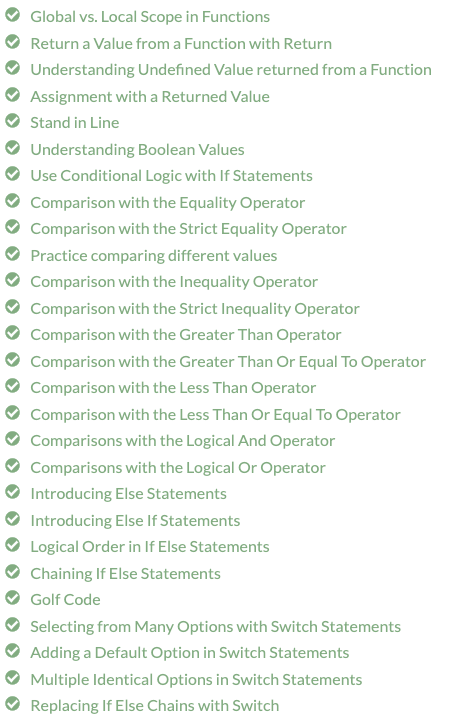 Global vs. Local Scope in Functions
Return a Value from a Function with Return
Understanding Undefined Value returned from a Function
Assignment with a Returned Value
Stand in Line
Understanding Boolean Values
Use Conditional Logic with If Statements
Comparison with the Equality Operator
Comparison with the Strict Equality Operator
Practice comparing different values
Comparison with the Inequality Operator
Comparison with the Strict Inequality Operator
Comparison with the Greater Than Operator
Comparison with the Greater Than Or Equal To Operator
Comparison with the Less Than Operator
Comparison with the Less Than Or Equal To Operator
Comparisons with the Logical And Operator
Comparisons with the Logical Or Operator
Introducing Else Statements
Introducing Else If Statements
Logical Order in If Else Statements
Chaining If Else Statements
Golf Code
Selecting from Many Options with Switch Statements
Adding a Default Option in Switch Statements
Multiple Identical Options in Switch Statements
Replacing If Else Chains with Switch